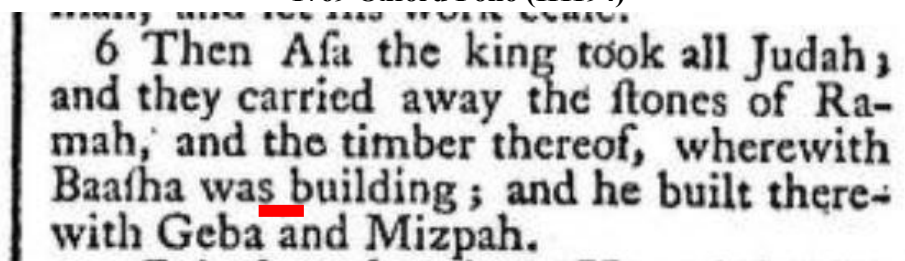 6 Then Aſa the king took all Judah;
and they carried away the ſtones of Ra-
mah, and the timber thereof, wherewith
Baaſha was building; and he built there-
with Geba and Mizpah.